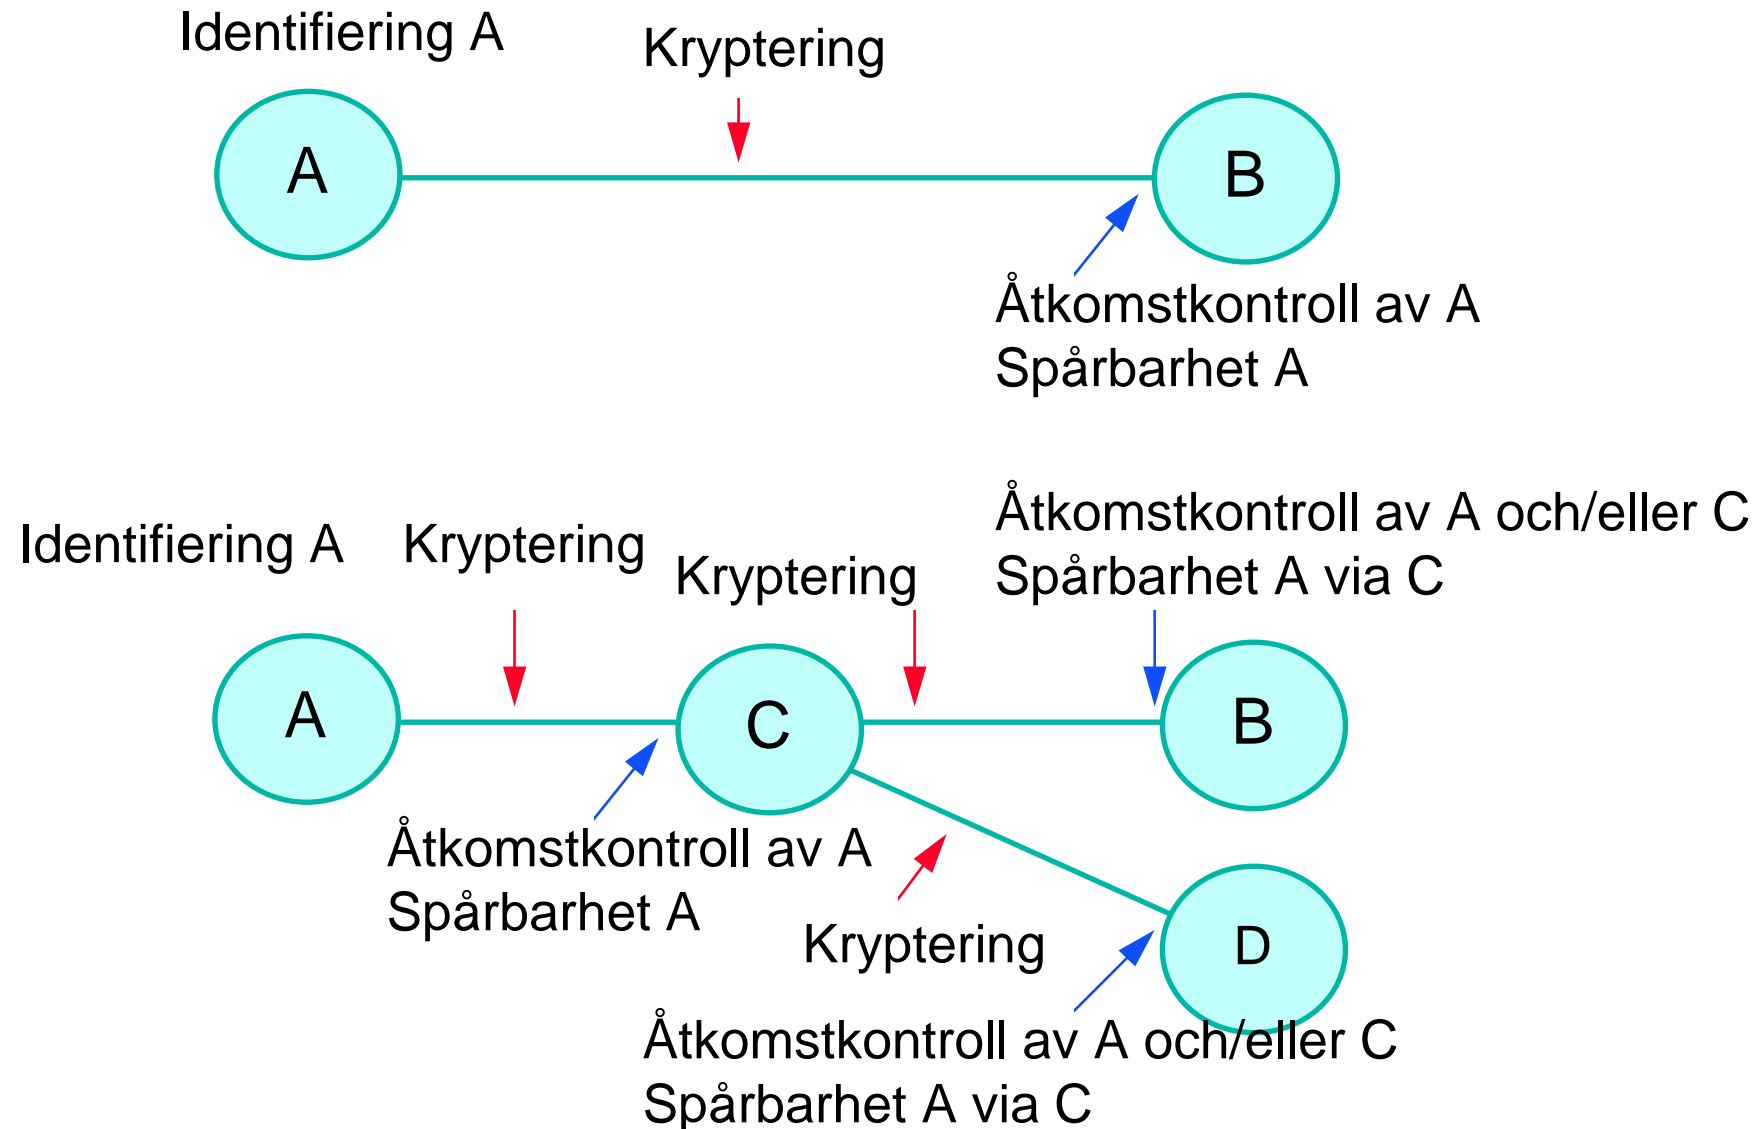 Identifiering A
Kryptering
A
B
Åtkomstkontroll av A
Spårbarhet A
Åtkomstkontroll av A och/eller C
Spårbarhet A via C
Identifiering A
Kryptering
Kryptering
A
C
B
Åtkomstkontroll av A
Spårbarhet A
Kryptering
D
Åtkomstkontroll av A och/eller C
Spårbarhet A via C